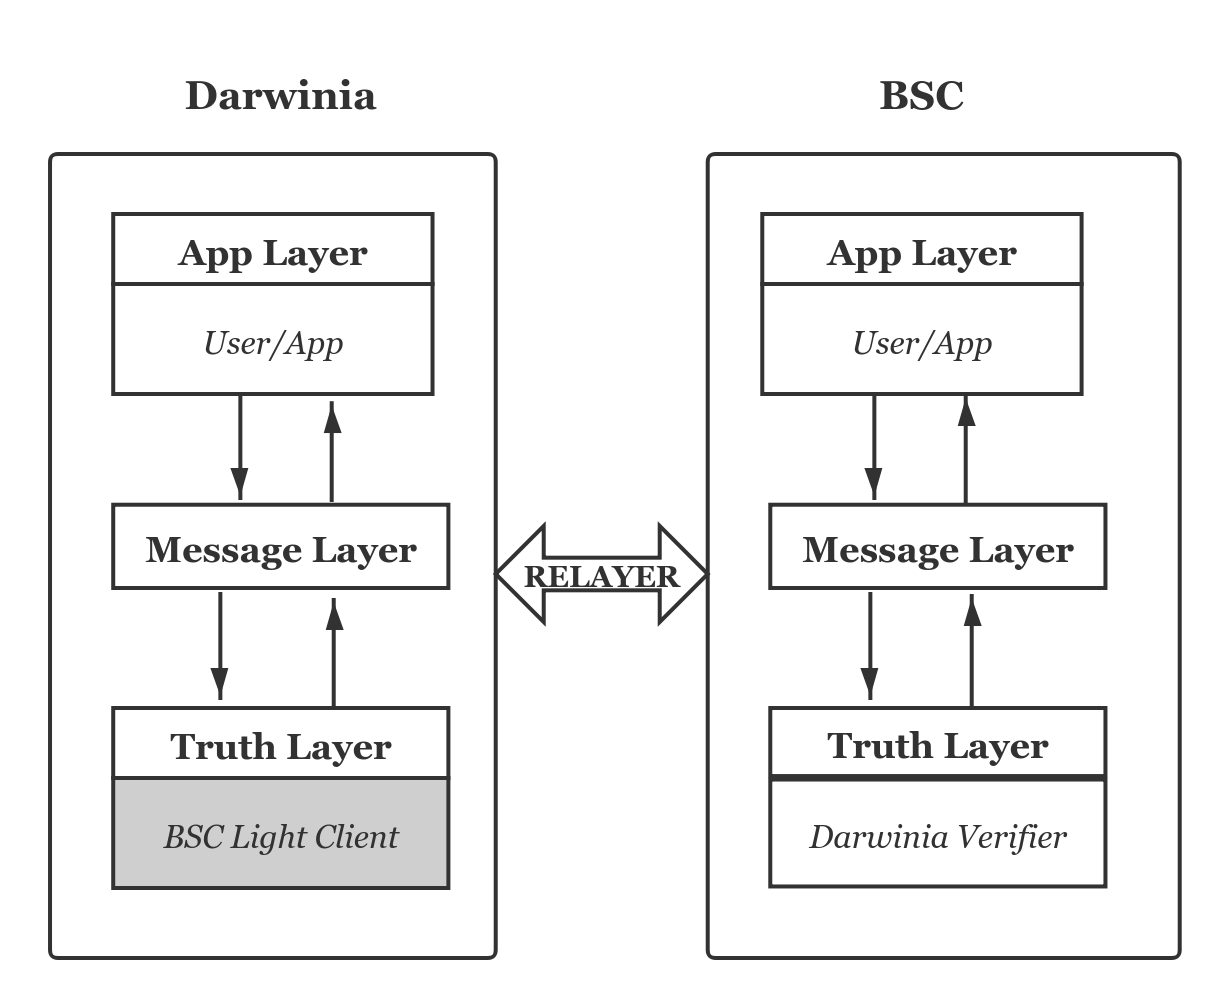 Darwinia
BSC
App Layer
User/App
App Layer
User/App
Message Layer
RELAYER
Message Layer
Truth Layer
BSC Light Client
Truth Layer
Darwinia Verifier